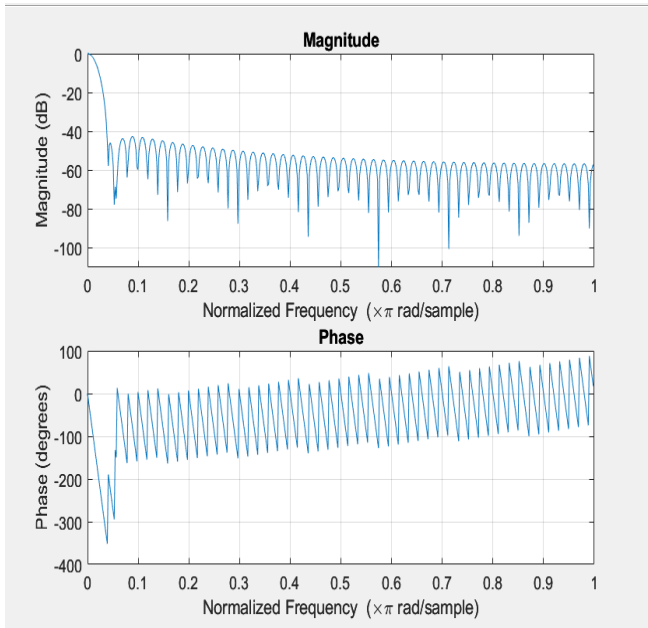 Magnitude
0
-20
-40
-60
-80
-100
Magnitude (dB)
0 0.1 0.2 0.3 0.4 0.5 0.6 0.7 0.8 0.9 1
Normalized Frequency (×π rad/sample)
Phase
100
0
-100
-200
-300
-400
Phase (degrees)
0 0.1 0.2 0.3 0.4 0.5 0.6 0.7 0.8 0.9 1
Normalized Frequency (×π rad/sample)